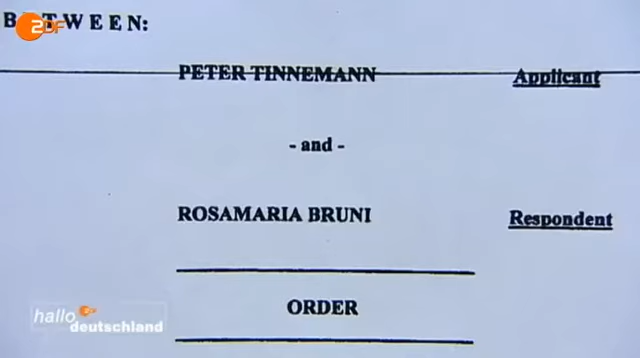 BETWEEN:
ZDF
PETER TINNEMANN Applicant
- and -
ROSAMARIA BRUNI Respondent
ORDER
hallo
deutschland